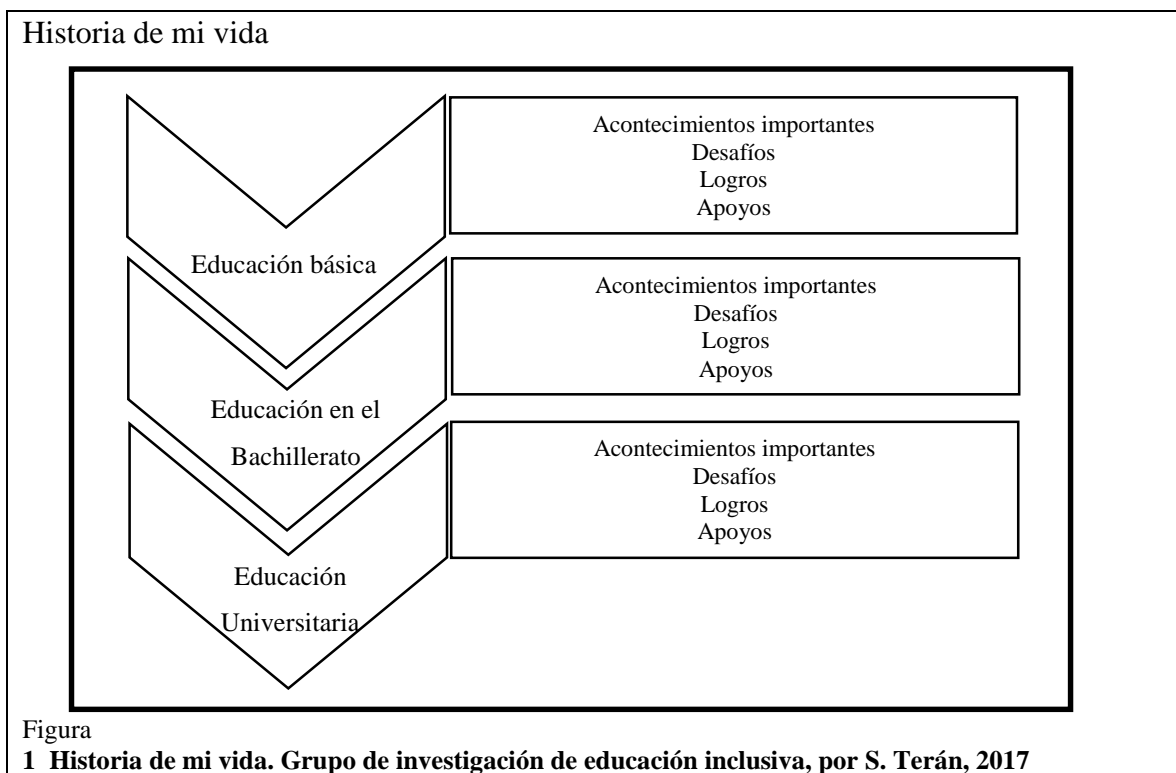 Historia de mi vida
Educación básica
Acontecimientos importantes
Desafíos
Logros
Apoyos
Educación en el
Bachillerato
Acontecimientos importantes
Desafíos
Logros
Apoyos
Educación
Universitaria
Acontecimientos importantes
Desafíos
Logros
Apoyos
Figura
1 Historia de mi vida. Grupo de investigación de educación inclusiva, por S. Terán, 2017